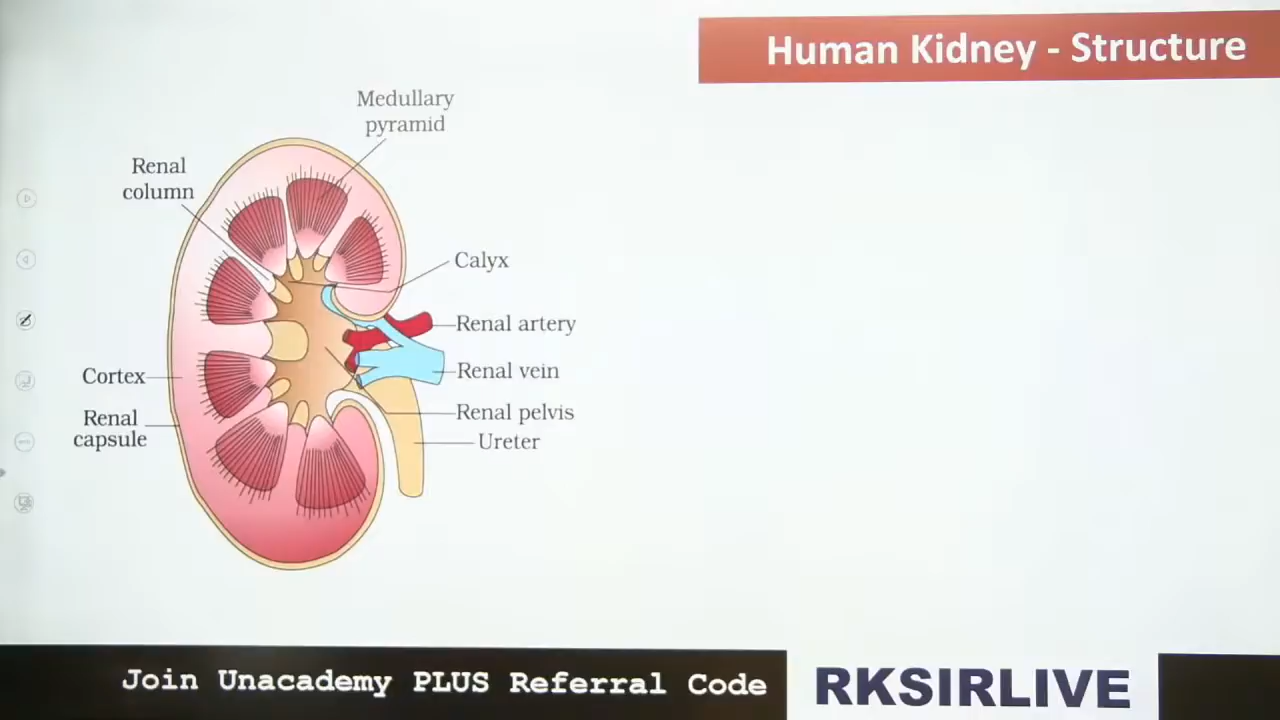 Human Kidney - Structure
Medullary
pyramid
Renal
column
Calyx
Renal artery
Renal vein
Cortex
Renal pelvis
Renal
capsule
Ureter
Join Unacademy PLUS Referral Code
RKSIRLIVE